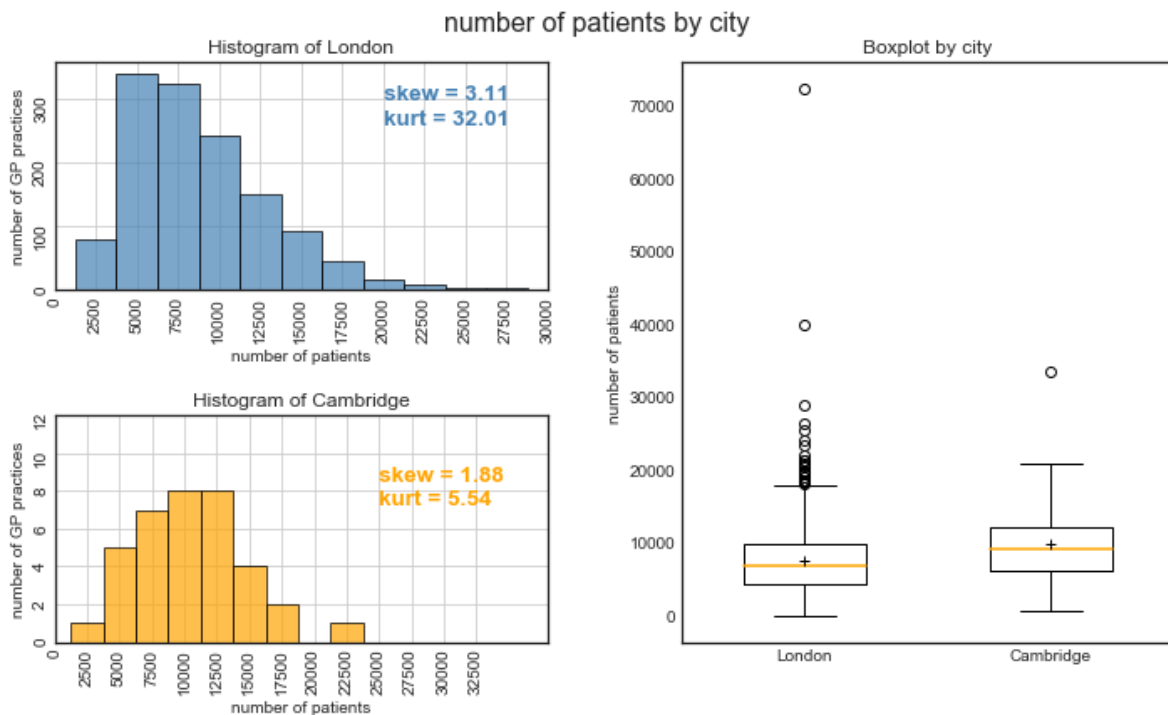 number of patients by city
Histogram of London
skew = 3.11
kurt = 32.01
number of GP practices
300
200
100
0
0 2500 5000 7500 10000 12500 15000 17500 20000 22500 25000 27500 30000
number of patients
Histogram of Cambridge
skew = 1.88
kurt = 5.54
number of GP practices
12
10
8
6
4
2
0
0 2500 5000 7500 10000 12500 15000 17500 20000 22500 25000 27500 30000 32500
number of patients
Boxplot by city
number of patients
70000
60000
50000
40000
30000
20000
10000
0
London Cambridge